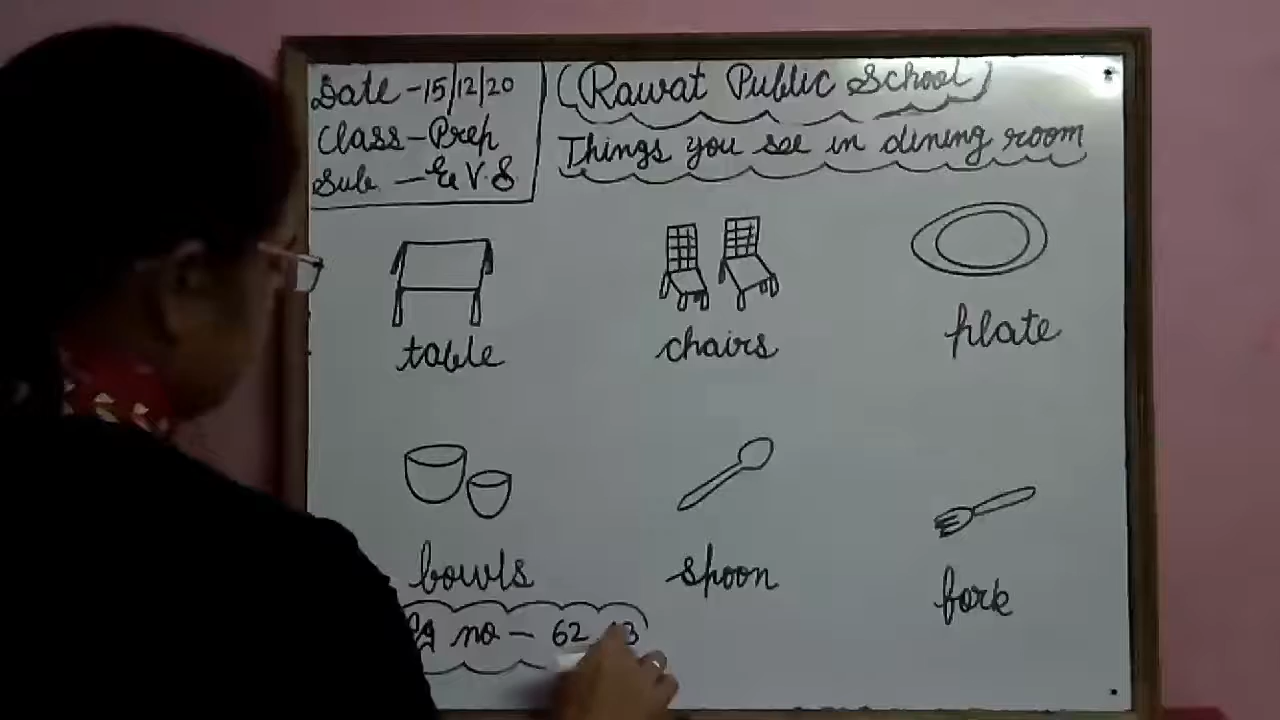 Date - 15/12/20
Class - Prep
Sub. - E.V.S
(Rawat Public School)
Things you see in dining room
table
chairs
plate
bowls
spoon
fork
Pg no - 62